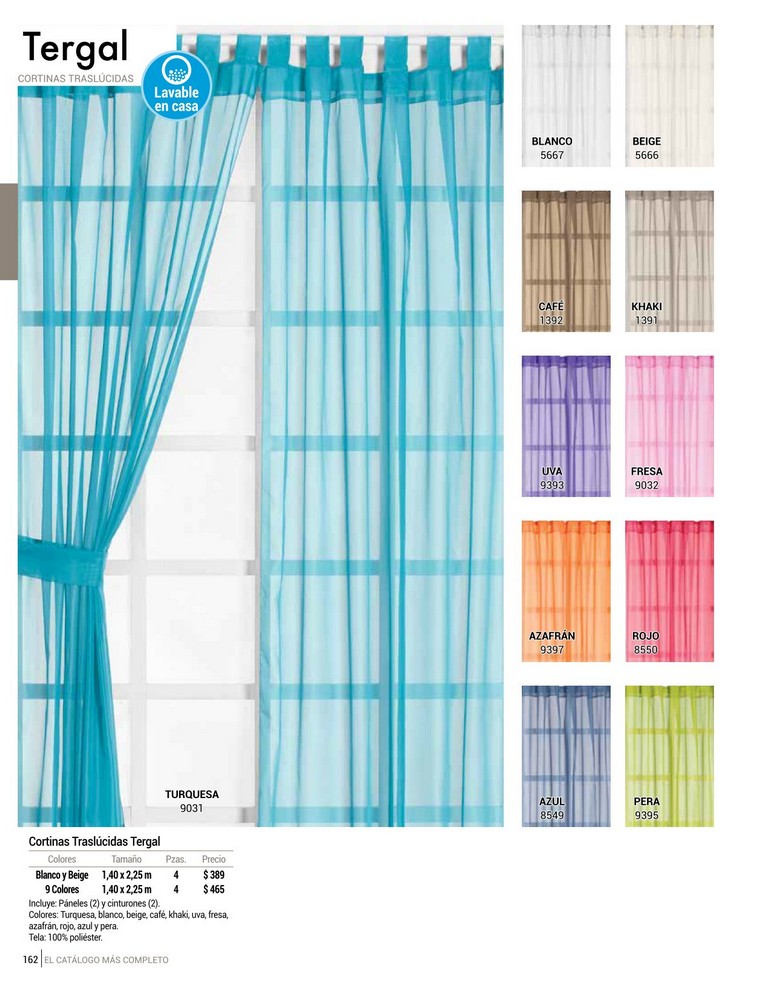 Tergal
CORTINAS TRASLÚCIDAS
Lavable
en casa
BLANCO
5667
BEIGE
5666
CAFÉ
1392
KHAKI
1391
UVA
9393
FRESA
9032
AZAFRÁN
9397
ROJO
8550
AZUL
8549
PERA
9395
TURQUESA
9031
Cortinas Traslúcidas Tergal
Colores Tamaño Pzas. Precio
Blanco y Beige 1,40 x 2,25 m 4 $ 389
9 Colores 1,40 x 2,25 m 4 $ 465
Incluye: Páneles (2) y cinturones (2).
Colores: Turquesa, blanco, beige, café, khaki, uva, fresa,
azafrán, rojo, azul y pera.
Tela: 100% poliéster.
162 EL CATÁLOGO MÁS COMPLETO